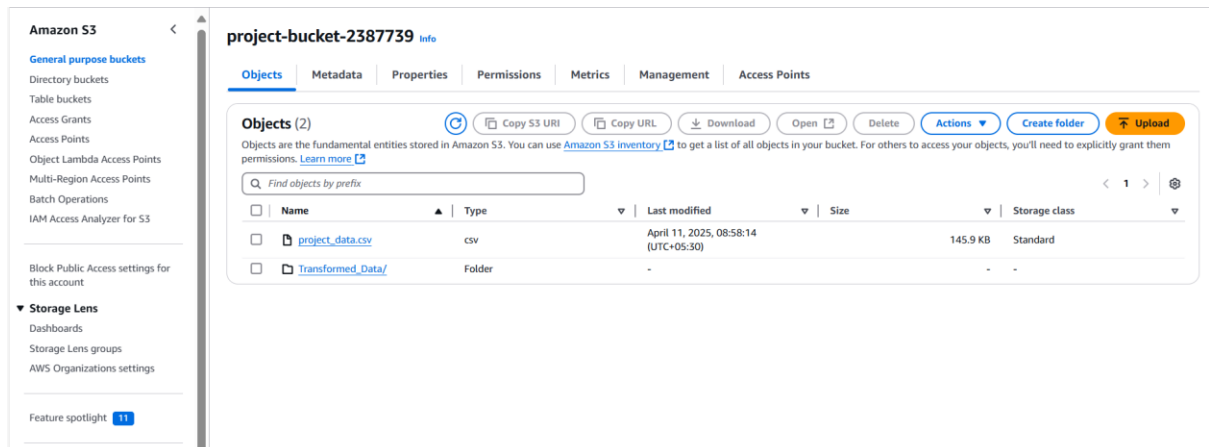 Amazon S3
General purpose buckets
Directory buckets
Table buckets
Access Grants
Access Points
Object Lambda Access Points
Multi-Region Access Points
Batch Operations
IAM Access Analyzer for S3
Block Public Access settings for
this account
Storage Lens
Dashboards
Storage Lens groups
AWS Organizations settings
Feature spotlight 11
project-bucket-2387739 Info
Objects Metadata Properties Permissions Metrics Management Access Points
Objects (2) Copy S3 URI Copy URL Download Open Delete Actions Create folder Upload
Objects are the fundamental entities stored in Amazon S3. You can use Amazon S3 inventory to get a list of all objects in your bucket. For others to access your objects, you'll need to explicitly grant them
permissions. Learn more
Find objects by prefix 1
Name Type Last modified Size Storage class
project_data.csv csv April 11, 2025, 08:58:14 145.9 KB Standard
(UTC+05:30)
Transformed_Data/ Folder - - -